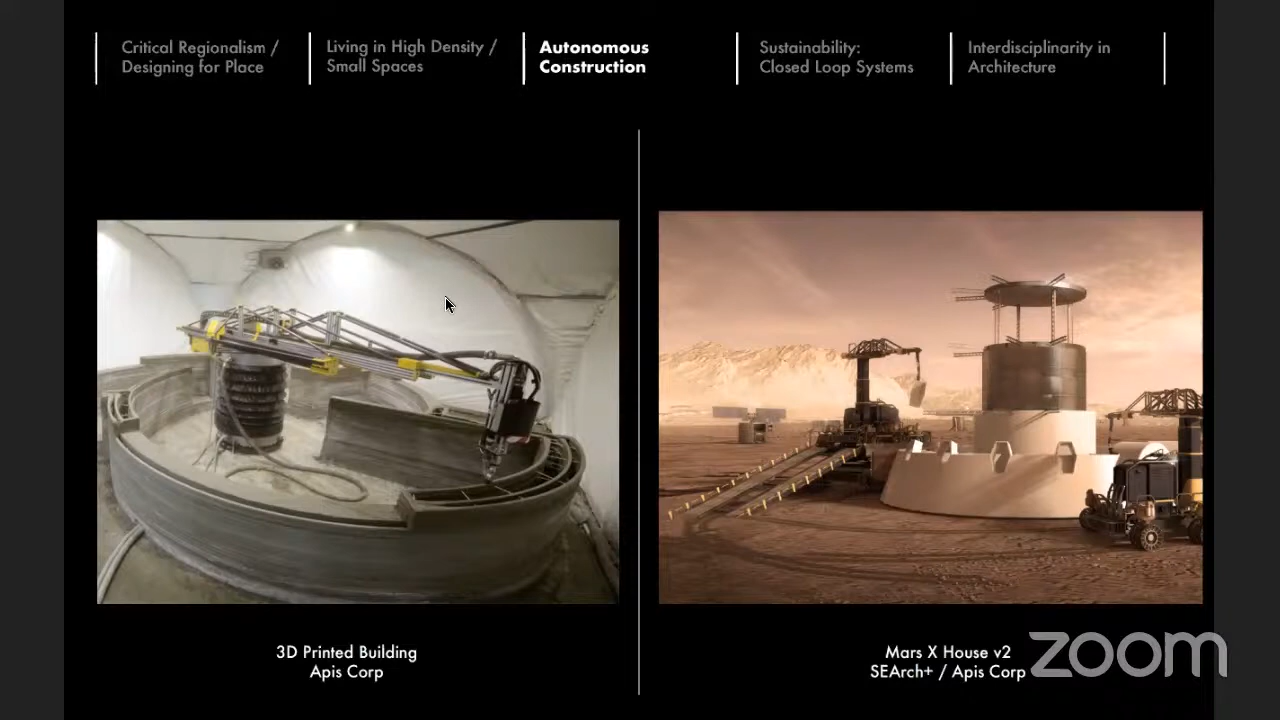 Critical Regionalism /
Designing for Place
Living in High Density /
Small Spaces
Autonomous
Construction
Sustainability:
Closed Loop Systems
Interdisciplinarity in
Architecture
3D Printed Building
Apis Corp
Mars X House v2
SEArch+ / Apis Corp
zoom